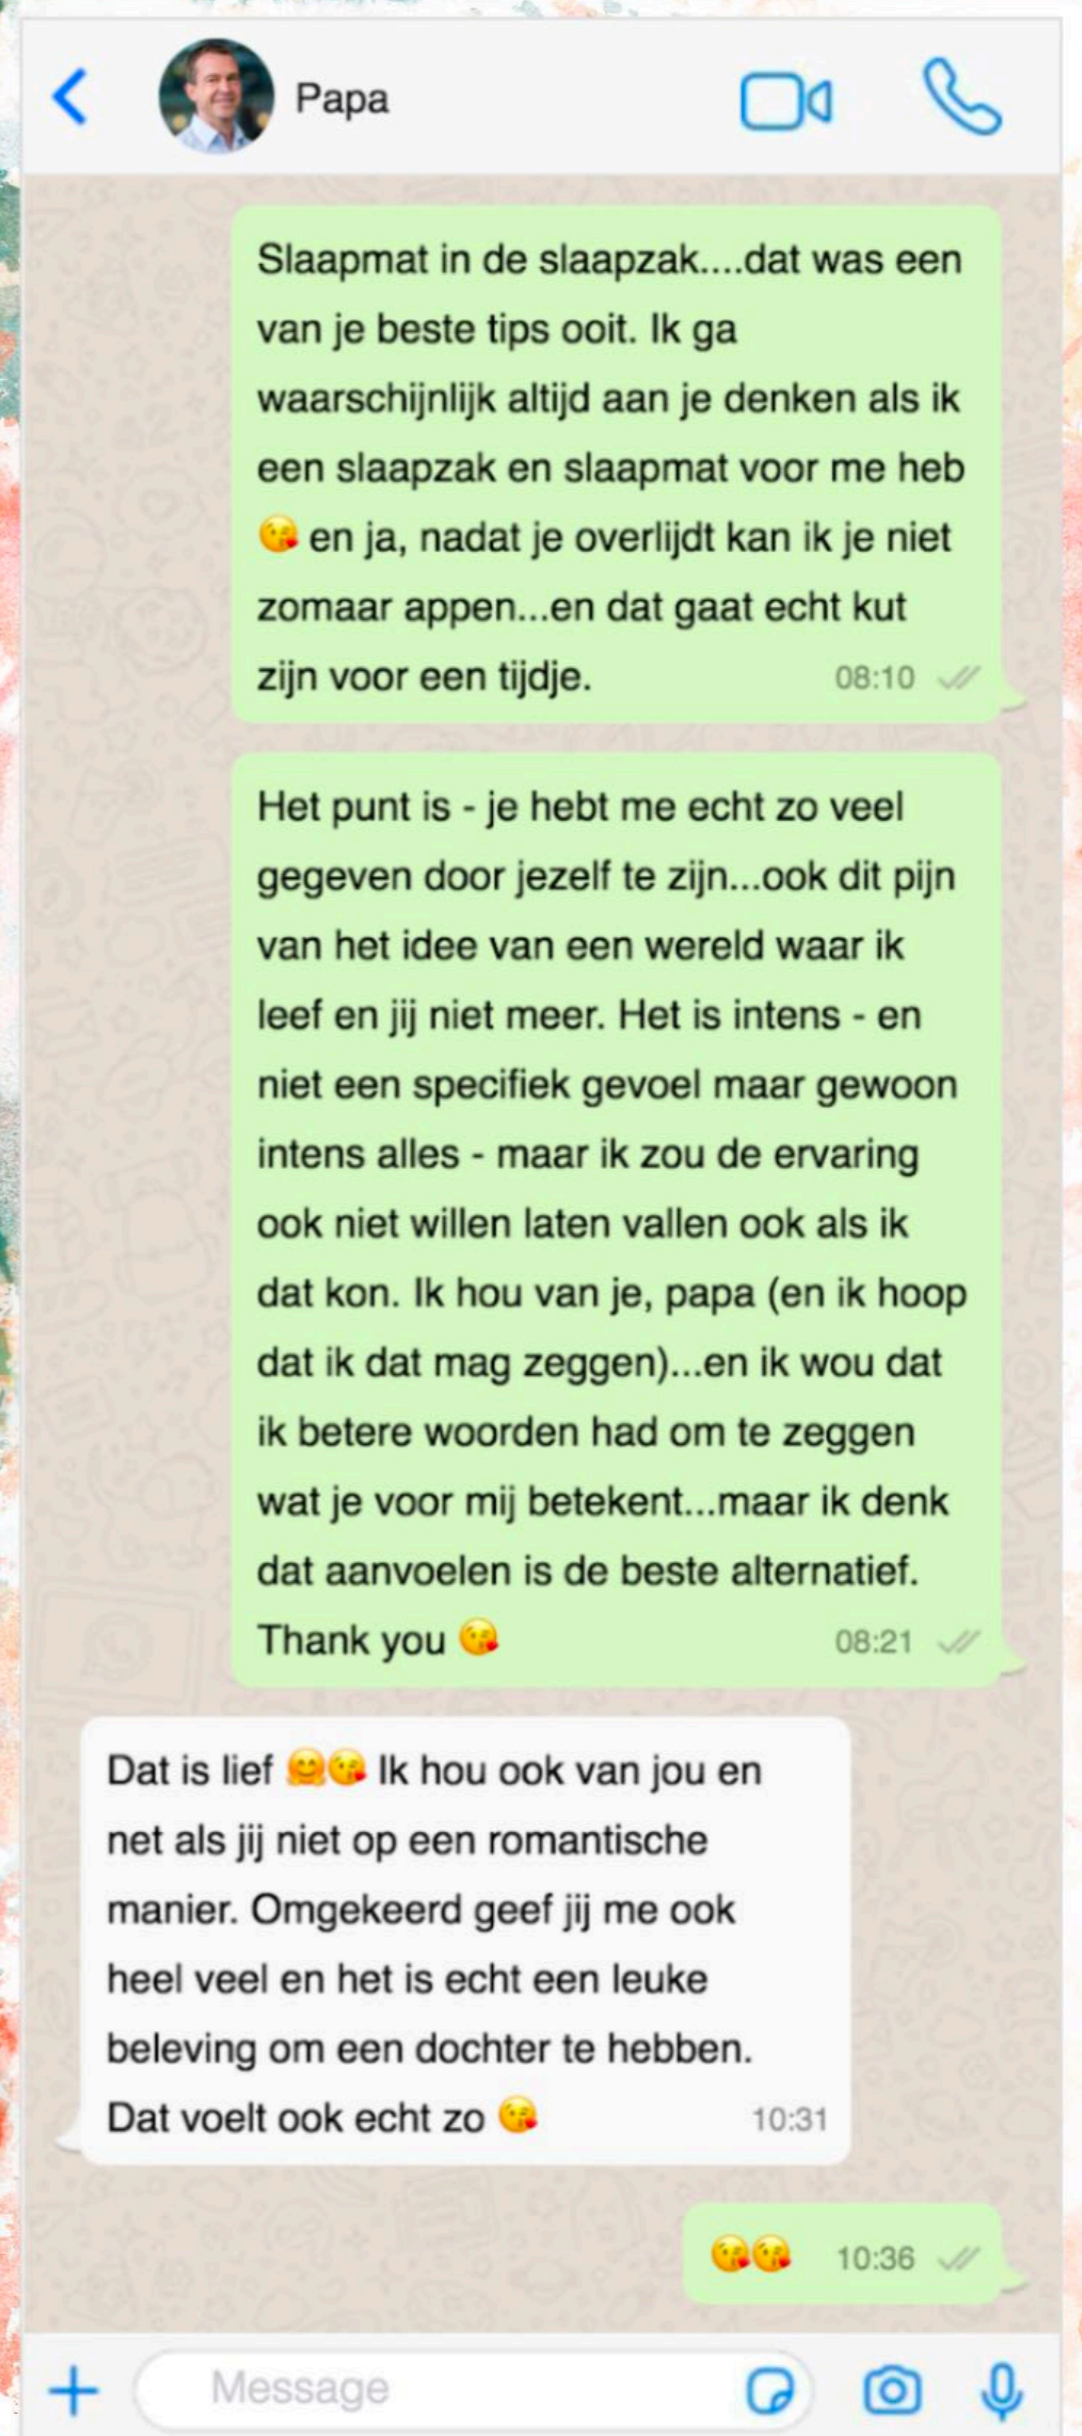 Papa
Slaapmat in de slaapzak....dat was een
van je beste tips ooit. Ik ga
waarschijnlijk altijd aan je denken als ik
een slaapzak en slaapmat voor me heb
😘 en ja, nadat je overlijdt kan ik je niet
zomaar appen...en dat gaat echt kut
zijn voor een tijdje. 08:10
Het punt is - je hebt me echt zo veel
gegeven door jezelf te zijn...ook dit pijn
van het idee van een wereld waar ik
leef en jij niet meer. Het is intens - en
niet een specifiek gevoel maar gewoon
intens alles - maar ik zou de ervaring
ook niet willen laten vallen ook als ik
dat kon. Ik hou van je, papa (en ik hoop
dat ik dat mag zeggen)...en ik wou dat
ik betere woorden had om te zeggen
wat je voor mij betekent...maar ik denk
dat aanvoelen is de beste alternatief.
Thank you 😘 08:21
Dat is lief 🤗😘 Ik hou ook van jou en
net als jij niet op een romantische
manier. Omgekeerd geef jij me ook
heel veel en het is echt een leuke
beleving om een dochter te hebben.
Dat voelt ook echt zo 😘 10:31
😘😘 10:36
Message